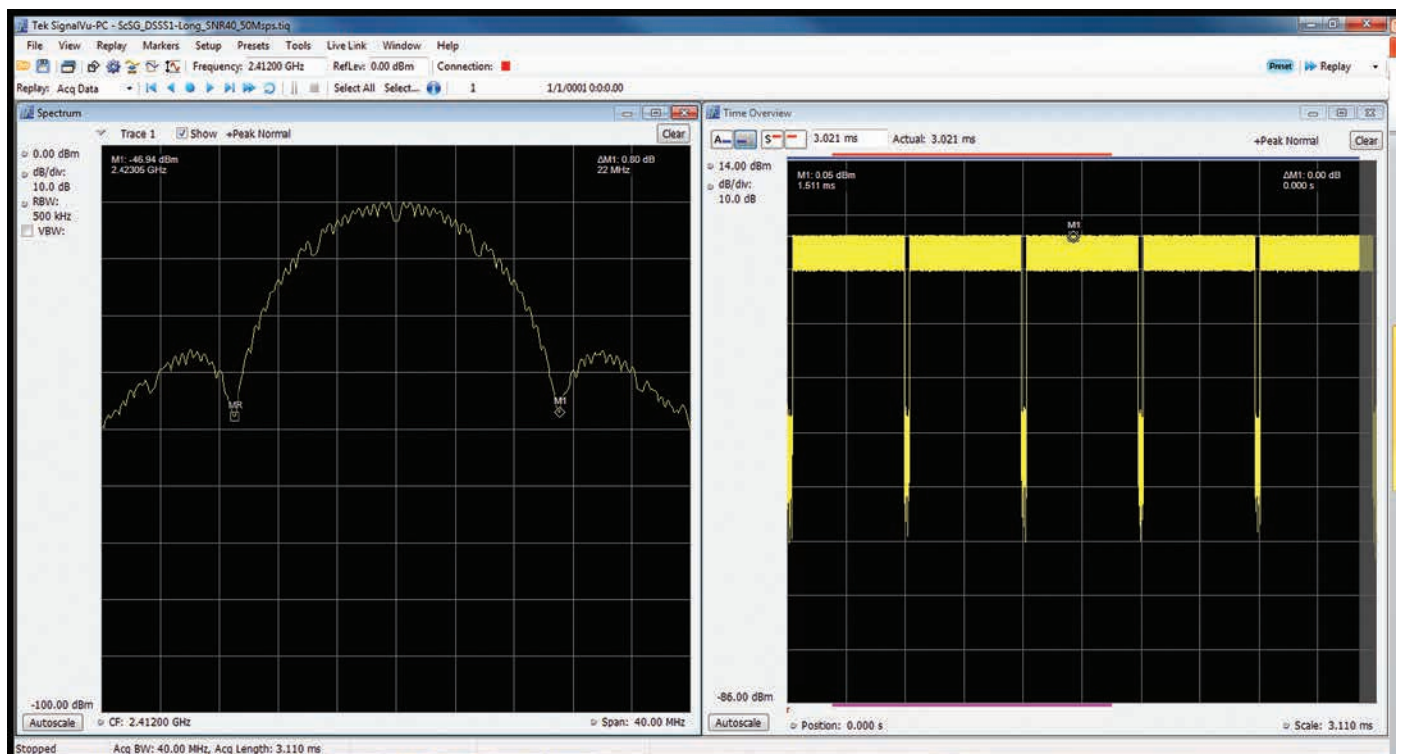 Tek SignalVu-PC - ScSG_DSSS1-Long_SNR40_50Msps.tiq
File View Replay Markers Setup Presets Tools Live Link Window Help
Frequency: 2.41200 GHz RefLev: 0.00 dBm Connection: Preset Replay
Replay: Acq Data Select All Select... 1 1/1/0001 0:0:0.00
Spectrum
Trace 1 Show +Peak Normal Clear
0.00 dBm
dB/div:
10.0 dB
RBW:
500 kHz
VBW:
M1: -46.94 dBm
2.42305 GHz
ΔM1: 0.80 dB
22 MHz
MR
M1
-100.00 dBm
Autoscale CF: 2.41200 GHz Span: 40.00 MHz
Time Overview
A S 3.021 ms Actual: 3.021 ms +Peak Normal Clear
14.00 dBm
dB/div:
10.0 dB
M1: 0.05 dBm
1.511 ms
ΔM1: 0.00 dB
0.000 s
M1
-86.00 dBm
Autoscale Position: 0.000 s Scale: 3.110 ms
Stopped Acq BW: 40.00 MHz, Acq Length: 3.110 ms